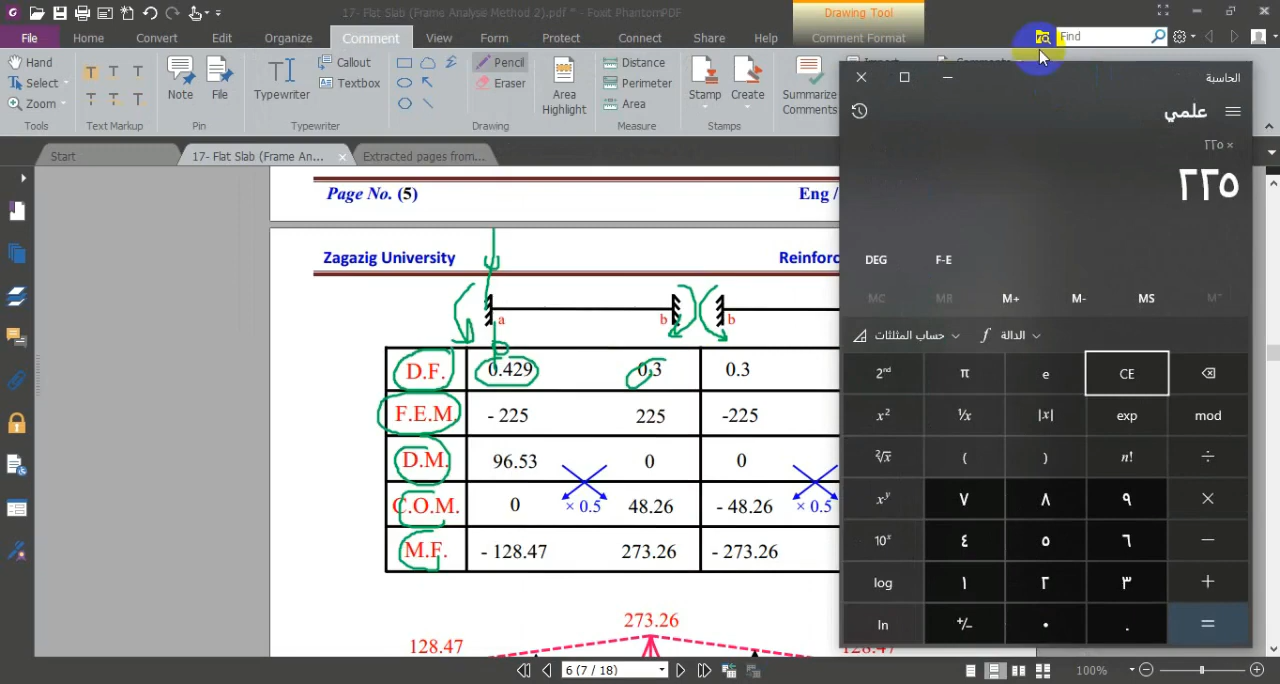 17- Flat Slab (Frame Analyse Method 2).pdf * - Foxit PhantomPDF
Drawing Tool
File Home Convert Edit Organize Comment View Form Protect Connect Share Help Comment Format
Find
Hand
Select
Zoom
Tools
T T T
T T T
Text Markup
Note
File
Pin
Typewriter
Callout
Textbox
Typewriter
Pencil
Eraser
Drawing
Area
Highlight
Distance
Perimeter
Area
Measure
Stamp
Create
Stamps
Summarize
Comments
Import
Comments
Start
17- Flat Slab (Frame An...
Extracted pages from...
Page No. (5)
Eng /
Zagazig University
Reinforc
a b b
D.F. 0.429 0.3 0.3
F.E.M. - 225 225 -225
D.M. 96.53 0 0
C.O.M. 0 × 0.5 48.26 - 48.26 × 0.5
M.F. - 128.47 273.26 - 273.26
273.26
128.47
128.47
6 (7 / 18)
100%
الحاسبة
علمي
٢٢٥ ×
٢٢٥
DEG F-E
MC MR M+ M- MS M˅
حساب المثلثات
الدالة
2nd π e CE
x² ¹/x |x| exp mod
²√x ( ) n! ÷
xʸ ٧ ٨ ٩ ×
10ˣ ٤ ٥ ٦ −
log ١ ٢ ٣ +
ln +/− ٠ . =